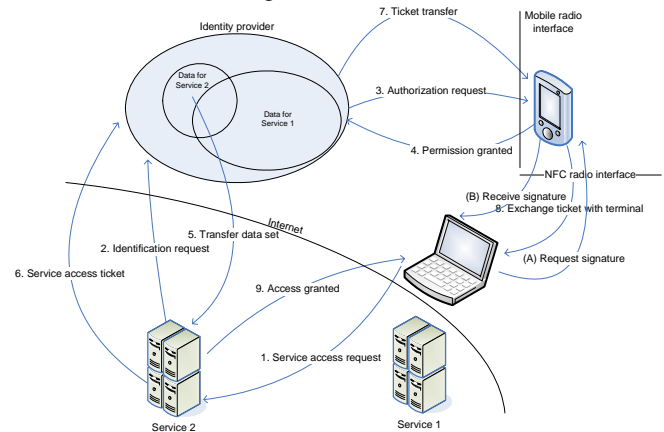 7. Ticket transfer
Mobile radio
interface
Identity provider
Data for
Service 2
Data for
Service 1
3. Authorization request
4. Permission granted
NFC radio interface
(B) Receive signature
8. Exchange ticket with terminal
Internet
5. Transfer data set
2. Identification request
(A) Request signature
6. Service access ticket
9. Access granted
1. Service access request
Service 2
Service 1